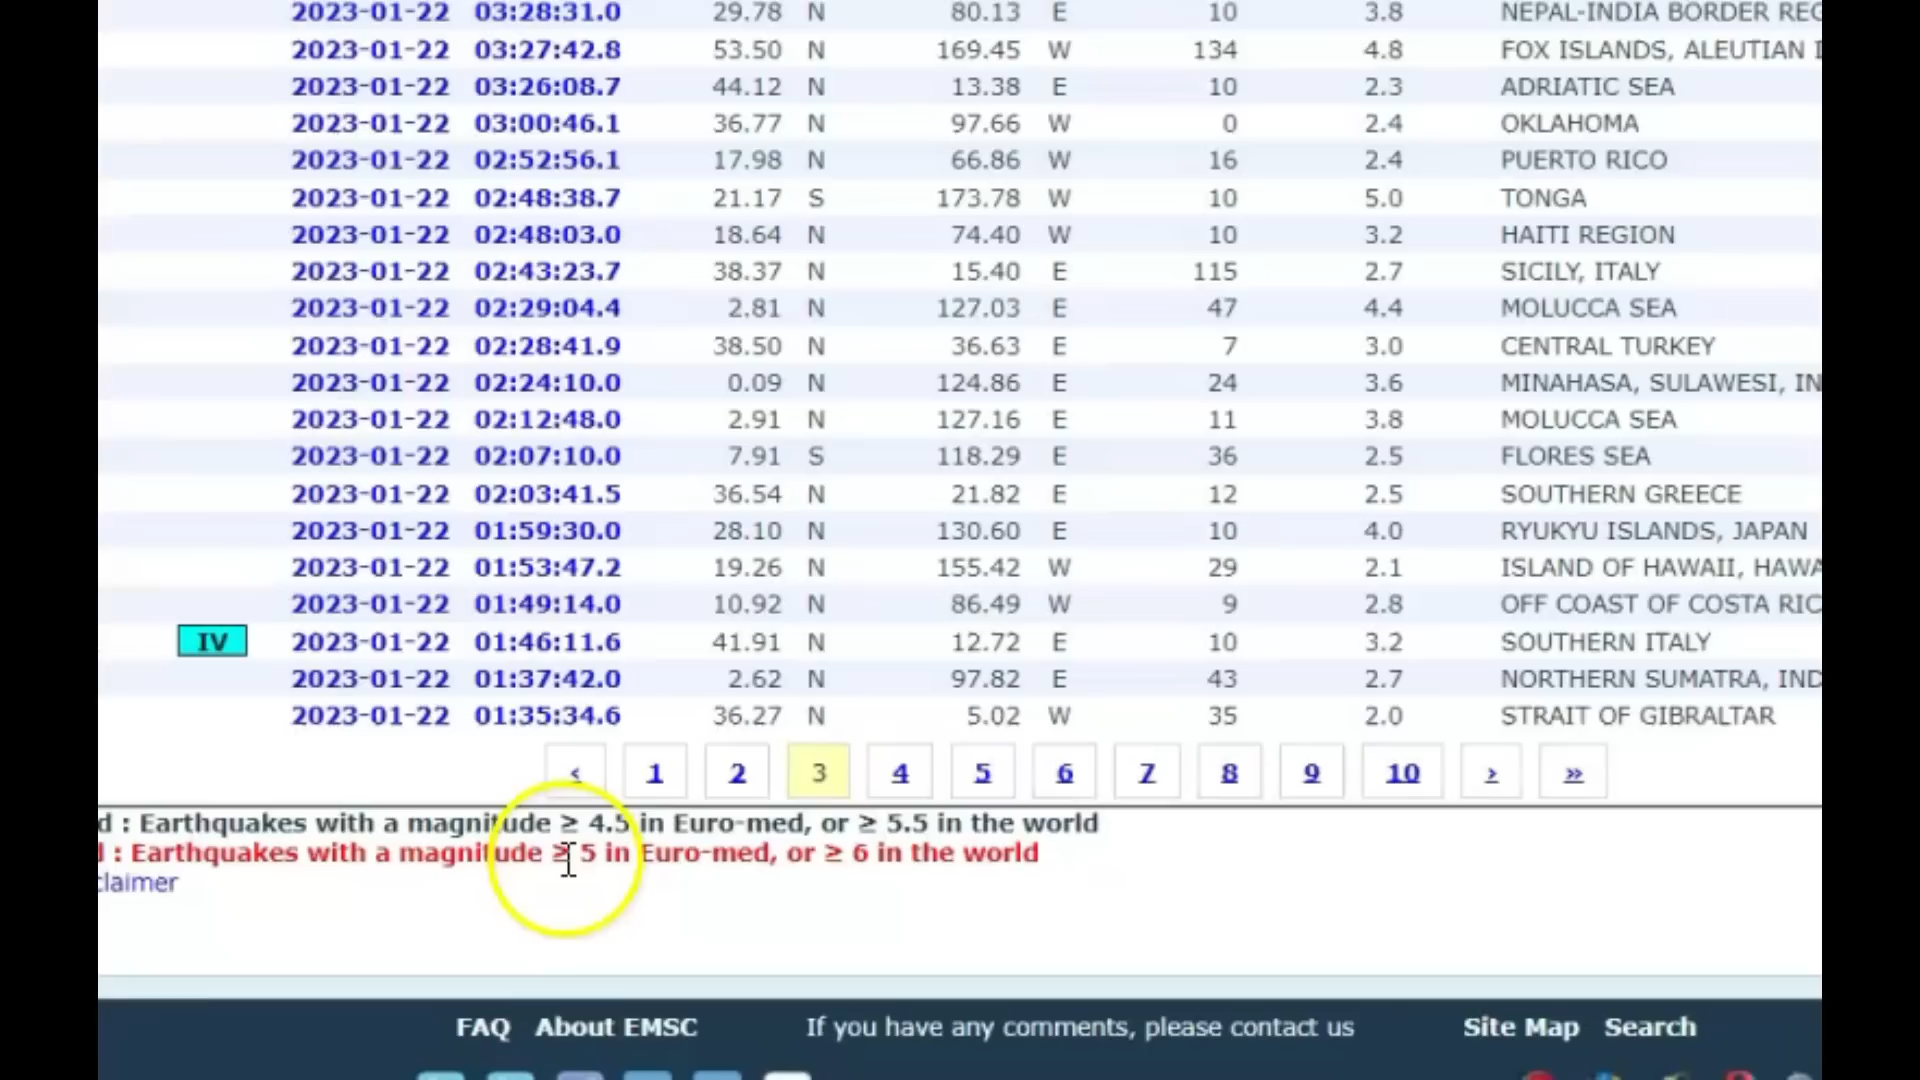 2023-01-22 03:28:31.0 29.78 N 80.13 E 10 3.8 NEPAL-INDIA BORDER REG
2023-01-22 03:27:42.8 53.50 N 169.45 W 134 4.8 FOX ISLANDS, ALEUTIAN I
2023-01-22 03:26:08.7 44.12 N 13.38 E 10 2.3 ADRIATIC SEA
2023-01-22 03:00:46.1 36.77 N 97.66 W 0 2.4 OKLAHOMA
2023-01-22 02:52:56.1 17.98 N 66.86 W 16 2.4 PUERTO RICO
2023-01-22 02:48:38.7 21.17 S 173.78 W 10 5.0 TONGA
2023-01-22 02:48:03.0 18.64 N 74.40 W 10 3.2 HAITI REGION
2023-01-22 02:43:23.7 38.37 N 15.40 E 115 2.7 SICILY, ITALY
2023-01-22 02:29:04.4 2.81 N 127.03 E 47 4.4 MOLUCCA SEA
2023-01-22 02:28:41.9 38.50 N 36.63 E 7 3.0 CENTRAL TURKEY
2023-01-22 02:24:10.0 0.09 N 124.86 E 24 3.6 MINAHASA, SULAWESI, IN
2023-01-22 02:12:48.0 2.91 N 127.16 E 11 3.8 MOLUCCA SEA
2023-01-22 02:07:10.0 7.91 S 118.29 E 36 2.5 FLORES SEA
2023-01-22 02:03:41.5 36.54 N 21.82 E 12 2.5 SOUTHERN GREECE
2023-01-22 01:59:30.0 28.10 N 130.60 E 10 4.0 RYUKYU ISLANDS, JAPAN
2023-01-22 01:53:47.2 19.26 N 155.42 W 29 2.1 ISLAND OF HAWAII, HAWA
2023-01-22 01:49:14.0 10.92 N 86.49 W 9 2.8 OFF COAST OF COSTA RIC
IV 2023-01-22 01:46:11.6 41.91 N 12.72 E 10 3.2 SOUTHERN ITALY
2023-01-22 01:37:42.0 2.62 N 97.82 E 43 2.7 NORTHERN SUMATRA, IND
2023-01-22 01:35:34.6 36.27 N 5.02 W 35 2.0 STRAIT OF GIBRALTAR
‹ 1 2 3 4 5 6 7 8 9 10 › »
d : Earthquakes with a magnitude ≥ 4.5 in Euro-med, or ≥ 5.5 in the world
: Earthquakes with a magnitude ≥ 5 in Euro-med, or ≥ 6 in the world
claimer
FAQ About EMSC If you have any comments, please contact us Site Map Search